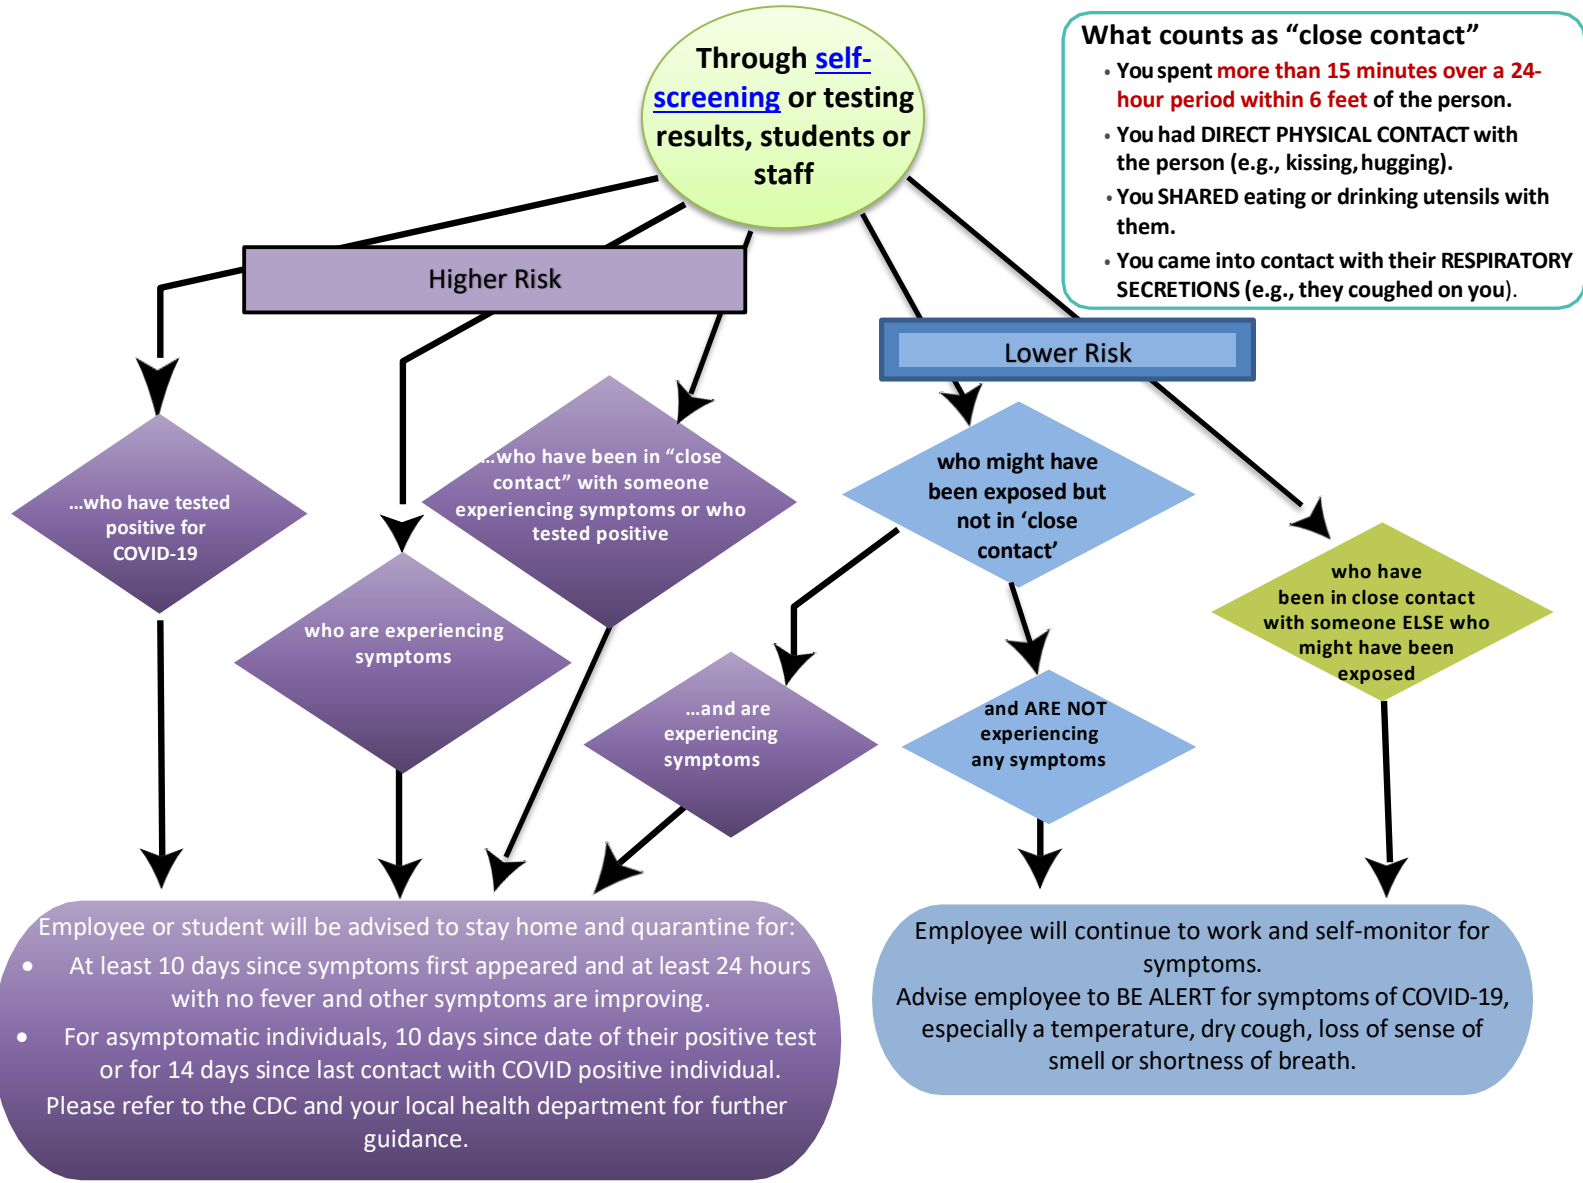 Through self-
screening or testing
results, students or
staff
What counts as “close contact”
• You spent more than 15 minutes over a 24-
hour period within 6 feet of the person.
• You had DIRECT PHYSICAL CONTACT with
the person (e.g., kissing, hugging).
• You SHARED eating or drinking utensils with
them.
• You came into contact with their RESPIRATORY
SECRETIONS (e.g., they coughed on you).
Higher Risk
Lower Risk
...who have tested
positive for
COVID-19
who are experiencing
symptoms
...who have been in “close
contact” with someone
experiencing symptoms or who
tested positive
who might have
been exposed but
not in ‘close
contact’
who have
been in close contact
with someone ELSE who
might have been
exposed
...and are
experiencing
symptoms
and ARE NOT
experiencing
any symptoms
Employee or student will be advised to stay home and quarantine for:
• At least 10 days since symptoms first appeared and at least 24 hours
with no fever and other symptoms are improving.
• For asymptomatic individuals, 10 days since date of their positive test
or for 14 days since last contact with COVID positive individual.
Please refer to the CDC and your local health department for further
guidance.
Employee will continue to work and self-monitor for
symptoms.
Advise employee to BE ALERT for symptoms of COVID-19,
especially a temperature, dry cough, loss of sense of
smell or shortness of breath.